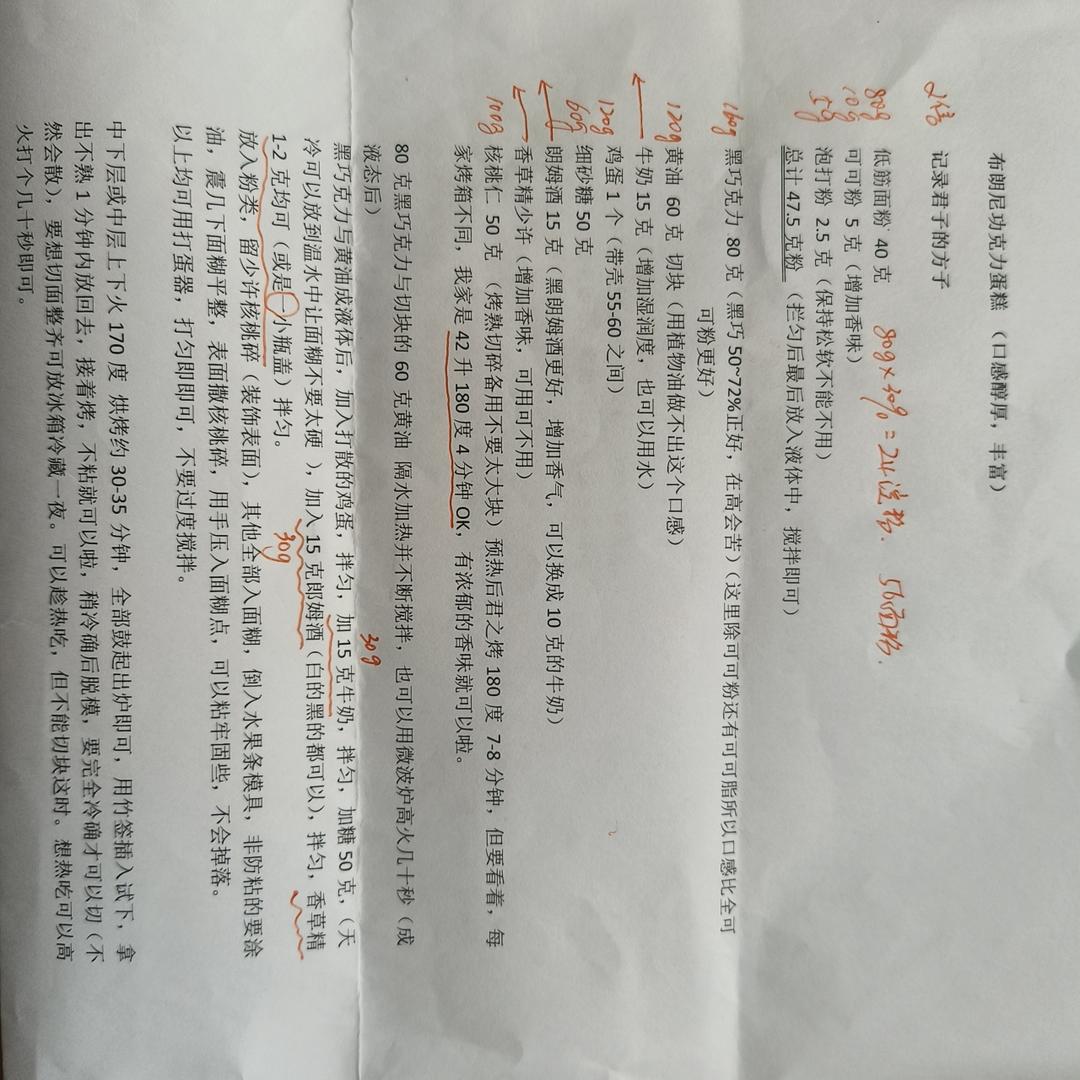 布朗尼功克力蛋糕 （口感醇厚，丰富）
2倍
记录君子的方子
80g 低筋面粉 40 克 80g×30%=24淀粉. 56面粉.
10g 可可粉 5 克（增加香味）
5g 泡打粉 2.5 克（保持松软不能不用）
总计 47.5 克粉 （拦匀后最后放入液体中，搅拌即可）
160g 黑巧克力 80 克（黑巧 50~72%正好，在高会苦）（这里除可可粉还有可可脂所以口感比全可
可粉更好）
120g 黄油 60 克 切块（用植物油做不出这个口感）
牛奶 15 克（增加湿润度，也可以用水）
120g 鸡蛋 1 个（带壳 55-60 之间）
60g 细砂糖 50 克
朗姆酒 15 克（黑朗姆酒更好，增加香气，可以换成 10 克的牛奶）
香草精少许（增加香味，可用可不用）
100g 核桃仁 50 克 （烤熟切碎备用不要太大块）预热后君之烤 180 度 7-8 分钟，但要看着，每
家烤箱不同，我家是 42 升 180 度 4 分钟 OK，有浓郁的香味就可以啦。
80 克黑巧克力与切块的 60 克黄油 隔水加热并不断搅拌，也可以用微波炉高火几十秒（成
液态后）
30g
黑巧克力与黄油成液体后，加入打散的鸡蛋，拌匀，加 15 克牛奶，拌匀，加糖 50 克，（天
冷可以放到温水中让面糊不要太硬 ），加入 15 克郎姆酒（白的黑的都可以），拌匀，香草精
30g
1-2 克均可（或是一小瓶盖）拌匀。
放入粉类，留少许核桃碎（装饰表面），其他全部入面糊，倒入水果条模具，非防粘的要涂
油，震几下面糊平整，表面撒核桃碎，用手压入面糊点，可以粘牢固些，不会掉落。
以上均可用打蛋器，打匀即即可，不要过度搅拌。
中下层或中层上下火 170 度 烘烤约 30-35 分钟，全部鼓起出炉即可，用竹签插入试下，拿
出不熟 1 分钟内放回去，接着烤，不粘就可以啦，稍冷确后脱模，要完全冷确才可以切（不
然会散），要想切面整齐可放冰箱冷藏一夜。可以趁热吃，但不能切块这时。想热吃可以高
火打个几十秒即可。